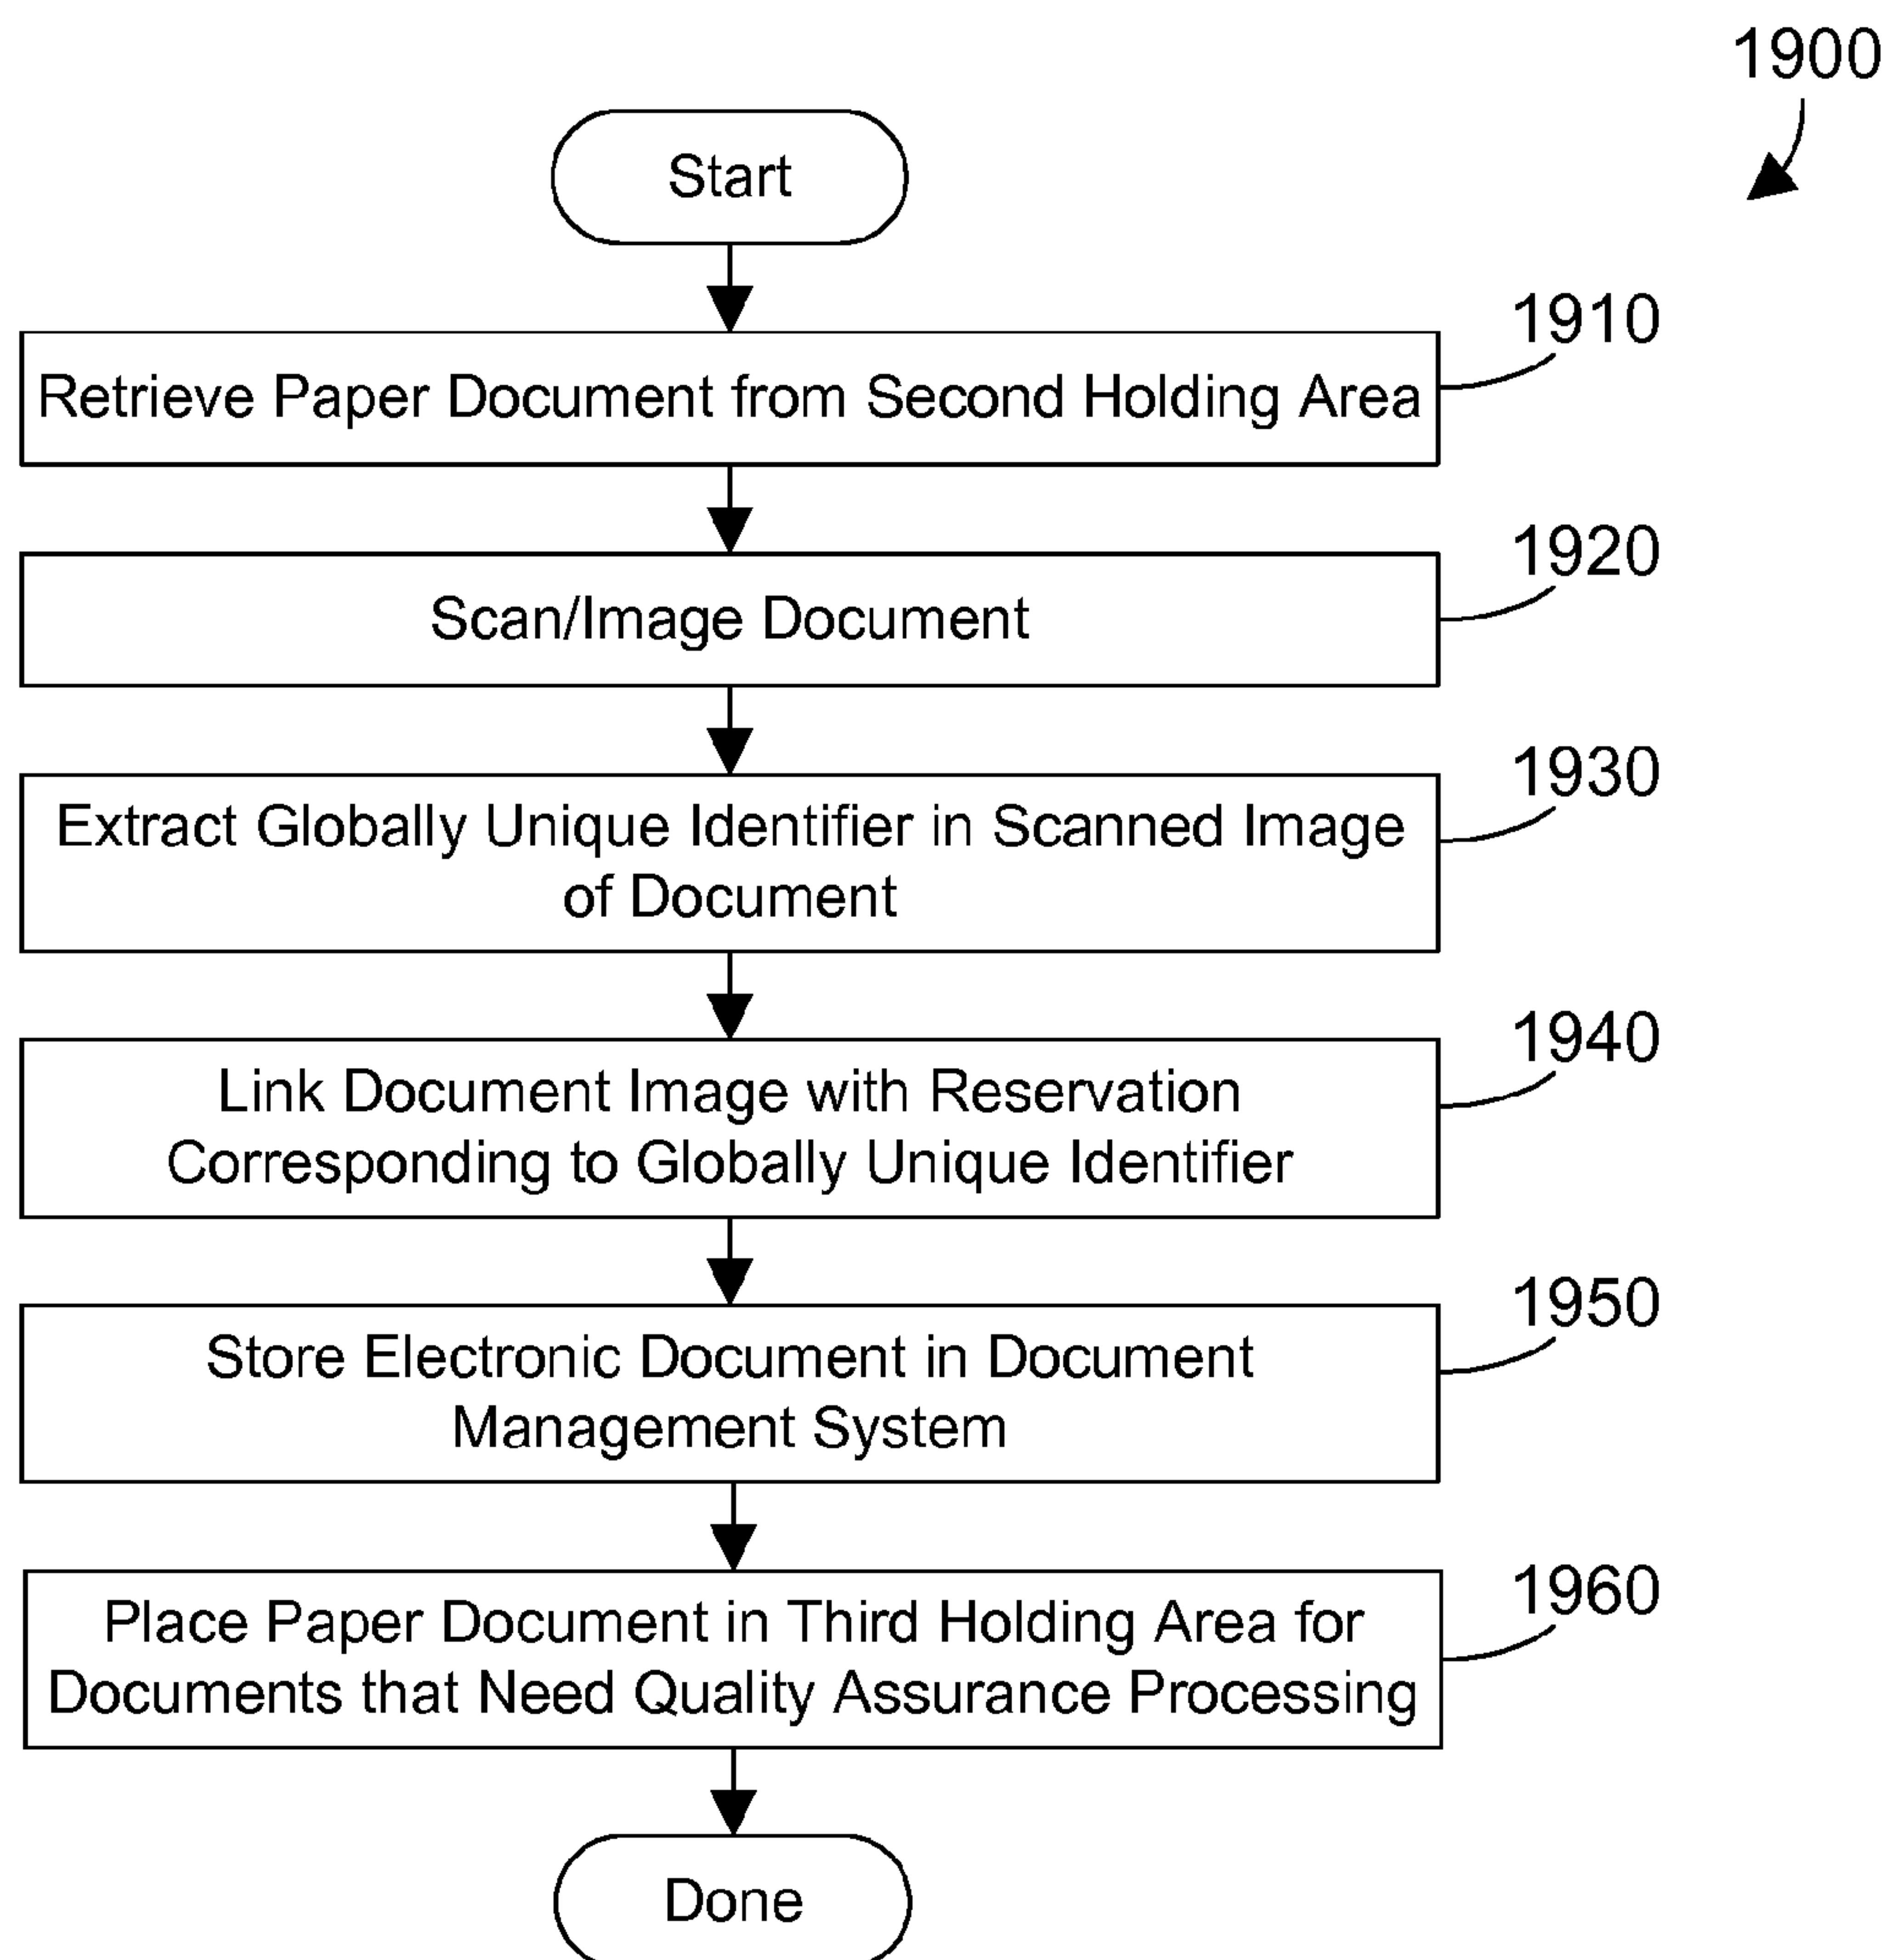 1900
Start
1910
Retrieve Paper Document from Second Holding Area
1920
Scan/Image Document
1930
Extract Globally Unique Identifier in Scanned Image
of Document
1940
Link Document Image with Reservation
Corresponding to Globally Unique Identifier
1950
Store Electronic Document in Document
Management System
1960
Place Paper Document in Third Holding Area for
Documents that Need Quality Assurance Processing
Done